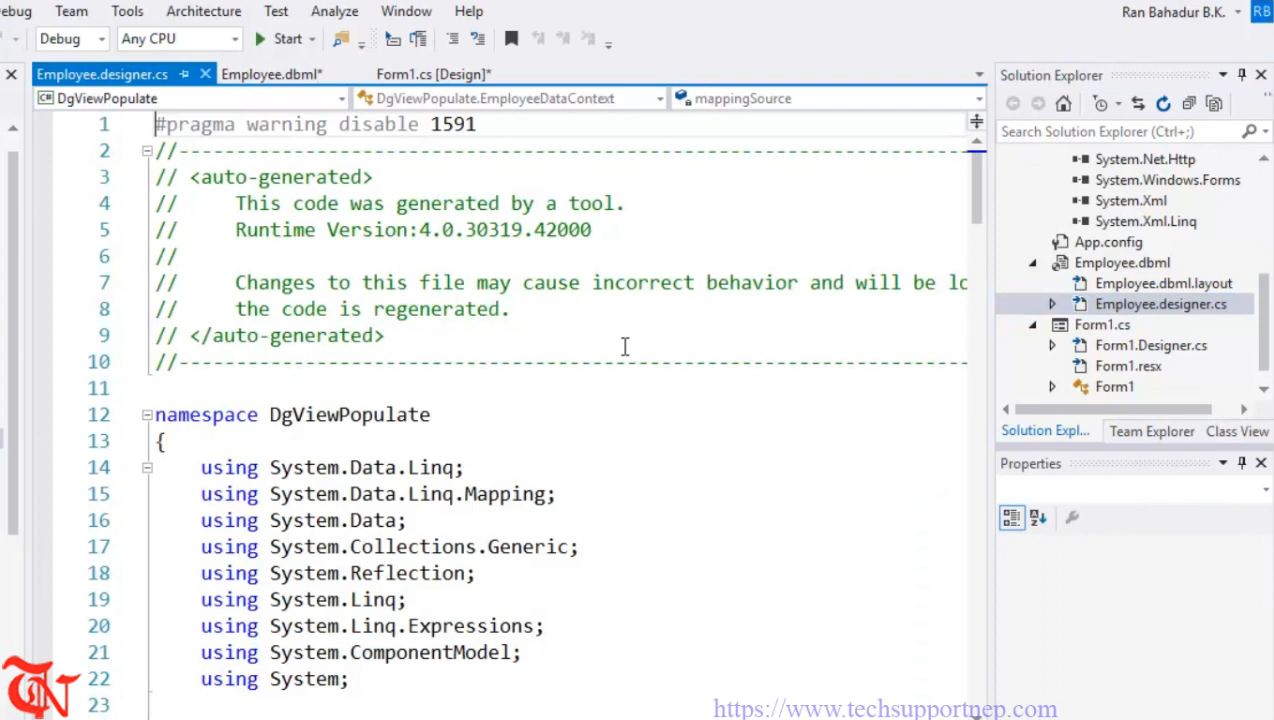 ebug Team Tools Architecture Test Analyze Window Help
Ran Bahadur B.K. RB
Debug Any CPU Start
Employee.designer.cs Employee.dbml* Form1.cs [Design]*
DgViewPopulate DgViewPopulate.EmployeeDataContext mappingSource
1 #pragma warning disable 1591
2 //------------------------------------------------------------------------------
3 // <auto-generated>
4 //     This code was generated by a tool.
5 //     Runtime Version:4.0.30319.42000
6 //
7 //     Changes to this file may cause incorrect behavior and will be lo
8 //     the code is regenerated.
9 // </auto-generated>
10 //------------------------------------------------------------------------------
11
12 namespace DgViewPopulate
13 {
14     using System.Data.Linq;
15     using System.Data.Linq.Mapping;
16     using System.Data;
17     using System.Collections.Generic;
18     using System.Reflection;
19     using System.Linq;
20     using System.Linq.Expressions;
21     using System.ComponentModel;
22     using System;
23
Solution Explorer
Search Solution Explorer (Ctrl+;)
System.Net.Http
System.Windows.Forms
System.Xml
System.Xml.Linq
App.config
Employee.dbml
Employee.dbml.layout
Employee.designer.cs
Form1.cs
Form1.Designer.cs
Form1.resx
Form1
Solution Expl... Team Explorer Class View
Properties
https://www.techsupportnep.com